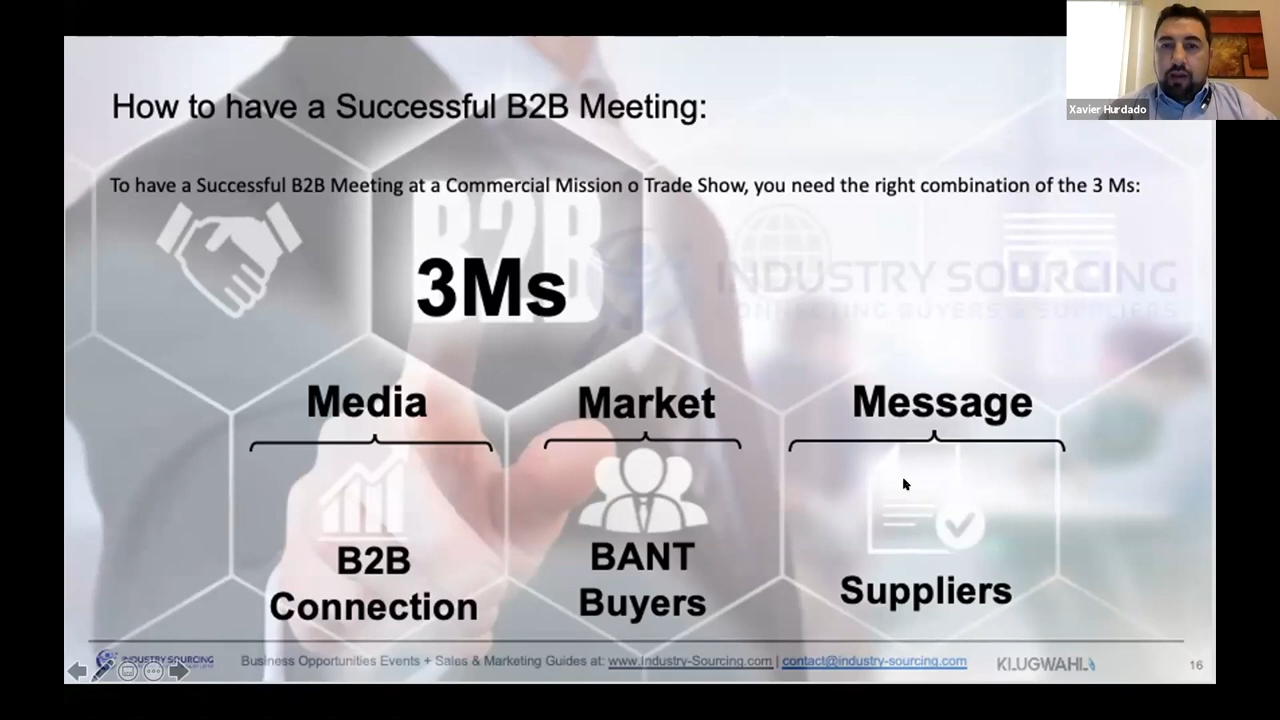 Xavier Hurdado
How to have a Successful B2B Meeting:
To have a Successful B2B Meeting at a Commercial Mission o Trade Show, you need the right combination of the 3 Ms:
B2B
INDUSTRY SOURCING
CONNECTING BUYERS & SUPPLIERS
3Ms
Media
Market
Message
B2B
Connection
BANT
Buyers
Suppliers
INDUSTRY SOURCING
Business Opportunities Events + Sales & Marketing Guides at: www.Industry-Sourcing.com | contact@industry-sourcing.com
KLUGWAHL
16